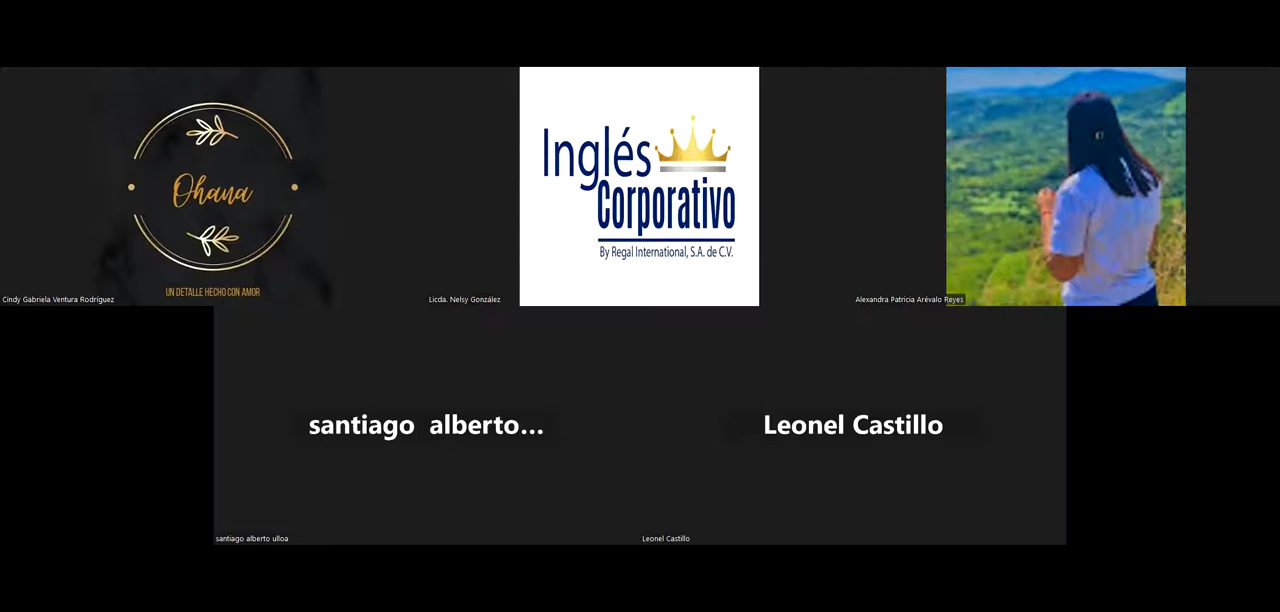 Ohana
UN DETALLE HECHO CON AMOR
Cindy Gabriela Ventura Rodríguez
Inglés
Corporativo
By Regal International, S.A. de C.V.
Licda. Nelsy González
Alexandra Patricia Arévalo Reyes
santiago alberto...
santiago alberto ulloa
Leonel Castillo
Leonel Castillo